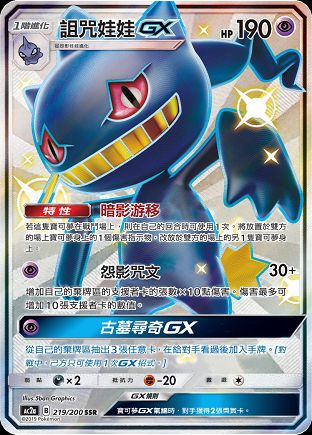 1階進化
詛咒娃娃GX
HP 190
從怨影娃娃進化
特性 暗影游移
若這隻寶可夢在戰鬥場上,則在自己的回合時可使用1次。將放置於雙方
的場上寶可夢身上的1個傷害指示物,改放於雙方的場上的另1隻寶可夢身
上。
怨影咒文 30+
增加自己的棄牌區的支援者卡的張數×10點傷害。傷害最多可
增加10張支援者卡的數值。
古墓尋奇GX
從自己的棄牌區抽出3張任意卡,在給對手看過後加入手牌。[對
戰中,己方只可使用1次GX招式。]
弱點 ×2 抵抗力 -20 撤退
Illus. 5ban Graphics
GX規則
AC2a B 219/200 SSR
寶可夢GX氣絕時,對手獲得2張獎賞卡。
©2019 Pokémon